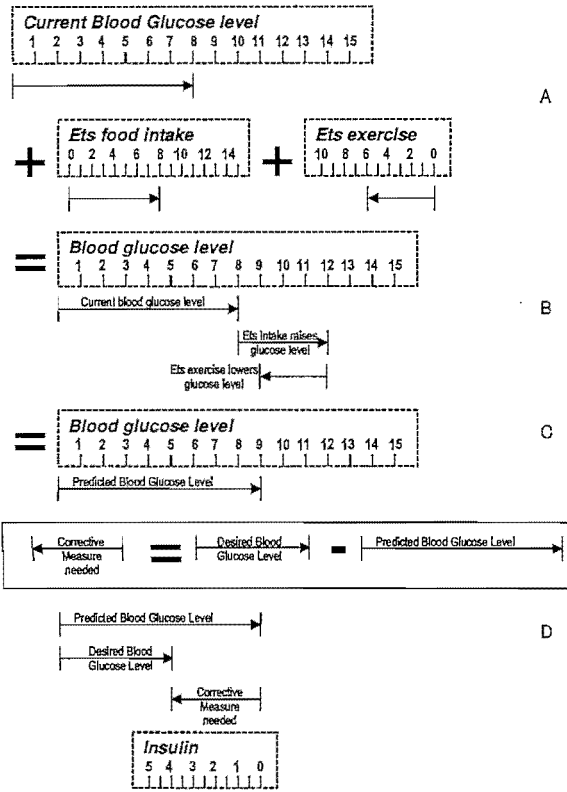 Current Blood Glucose level
1 2 3 4 5 6 7 8 9 10 11 12 13 14 15
A
+ Ets food intake + Ets exercise
0 2 4 6 8 10 12 14 10 8 6 4 2 0
= Blood glucose level
1 2 3 4 5 6 7 8 9 10 11 12 13 14 15
Current blood glucose level
B
Ets Intake raises
glucose level
Ets exercise lowers
glucose level
= Blood glucose level
C
1 2 3 4 5 6 7 8 9 10 11 12 13 14 15
Predicted Blood Glucose Level
Corrective
Measure
needed
=
Desired Blood
Glucose Level
-
Predicted Blood Glucose Level
Predicted Blood Glucose Level
D
Desired Blood
Glucose Level
Corrective
Measure
needed
Insulin
5 4 3 2 1 0